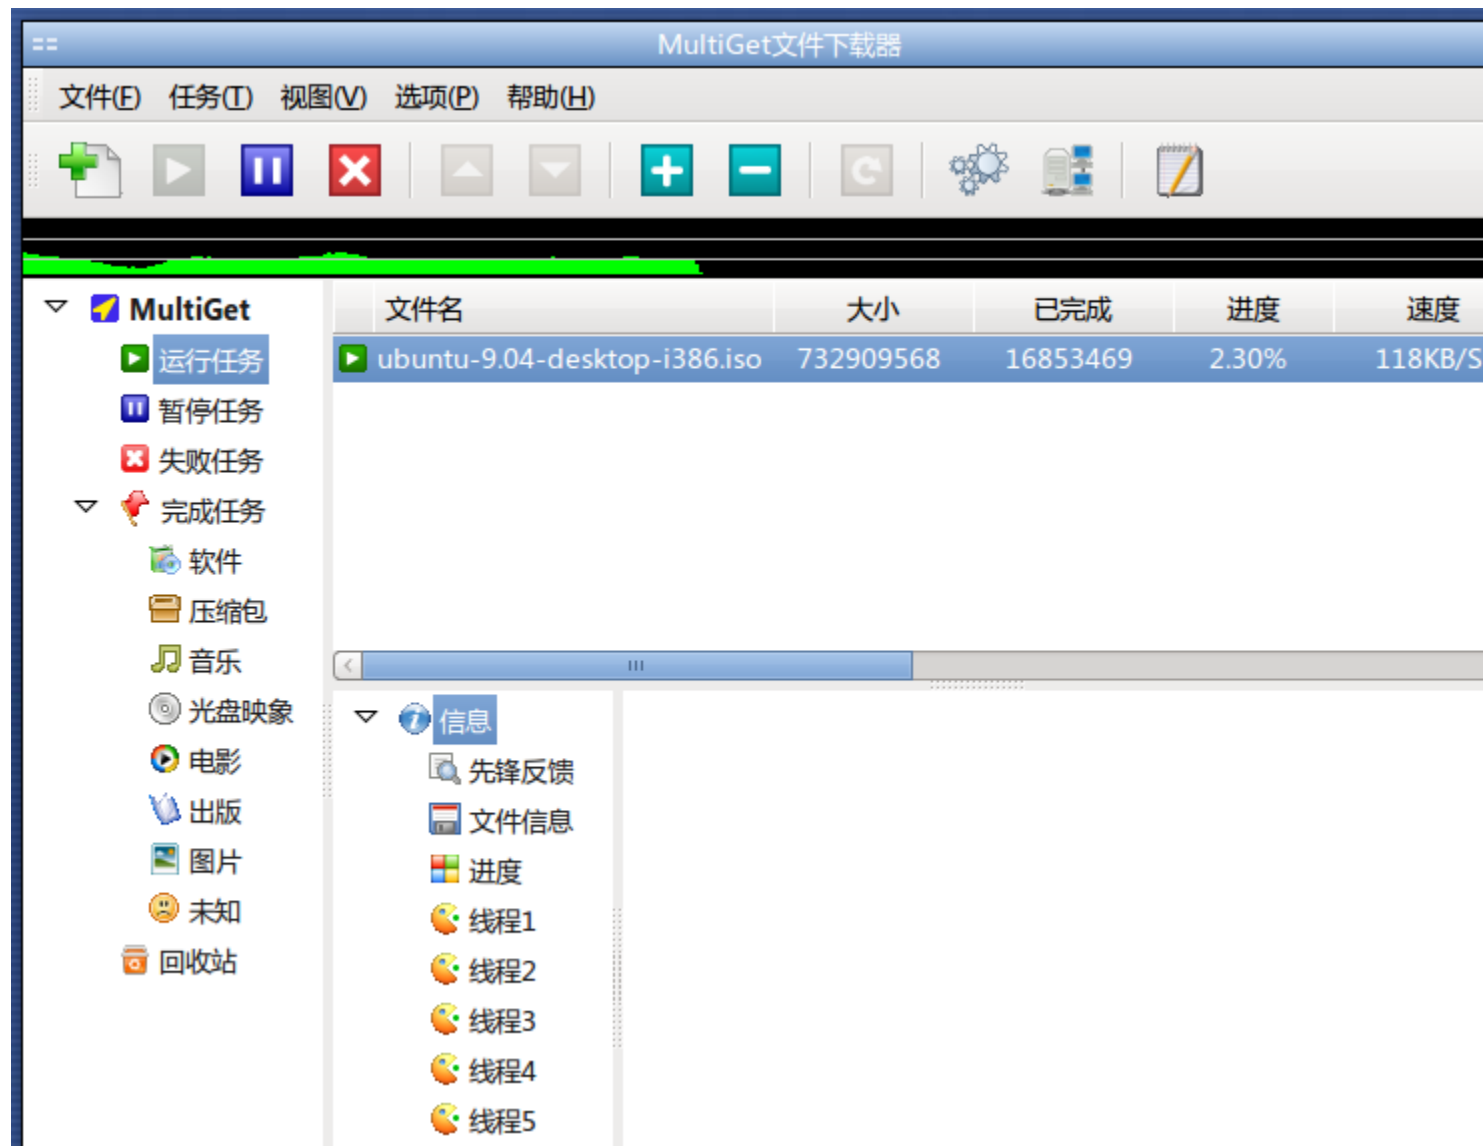 MultiGet文件下载器
文件(F) 任务(T) 视图(V) 选项(P) 帮助(H)
MultiGet
运行任务
暂停任务
失败任务
完成任务
软件
压缩包
音乐
光盘映象
电影
出版
图片
未知
回收站
文件名 大小 已完成 进度 速度
ubuntu-9.04-desktop-i386.iso 732909568 16853469 2.30% 118KB/S
信息
先锋反馈
文件信息
进度
线程1
线程2
线程3
线程4
线程5